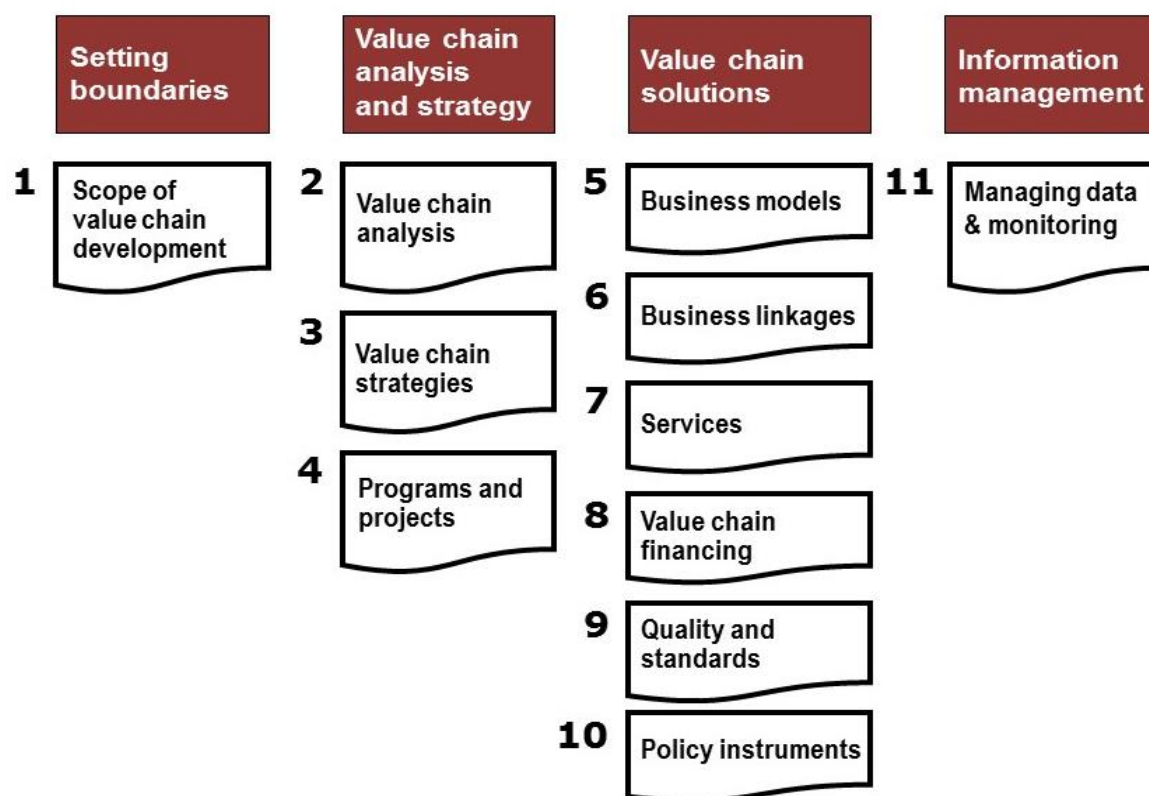 Setting
boundaries
Value chain
analysis
and strategy
Value chain
solutions
Information
management
1
Scope of
value chain
development
2
Value chain
analysis
3
Value chain
strategies
4
Programs and
projects
5
Business models
6
Business linkages
7
Services
8
Value chain
financing
9
Quality and
standards
10
Policy instruments
11
Managing data
& monitoring